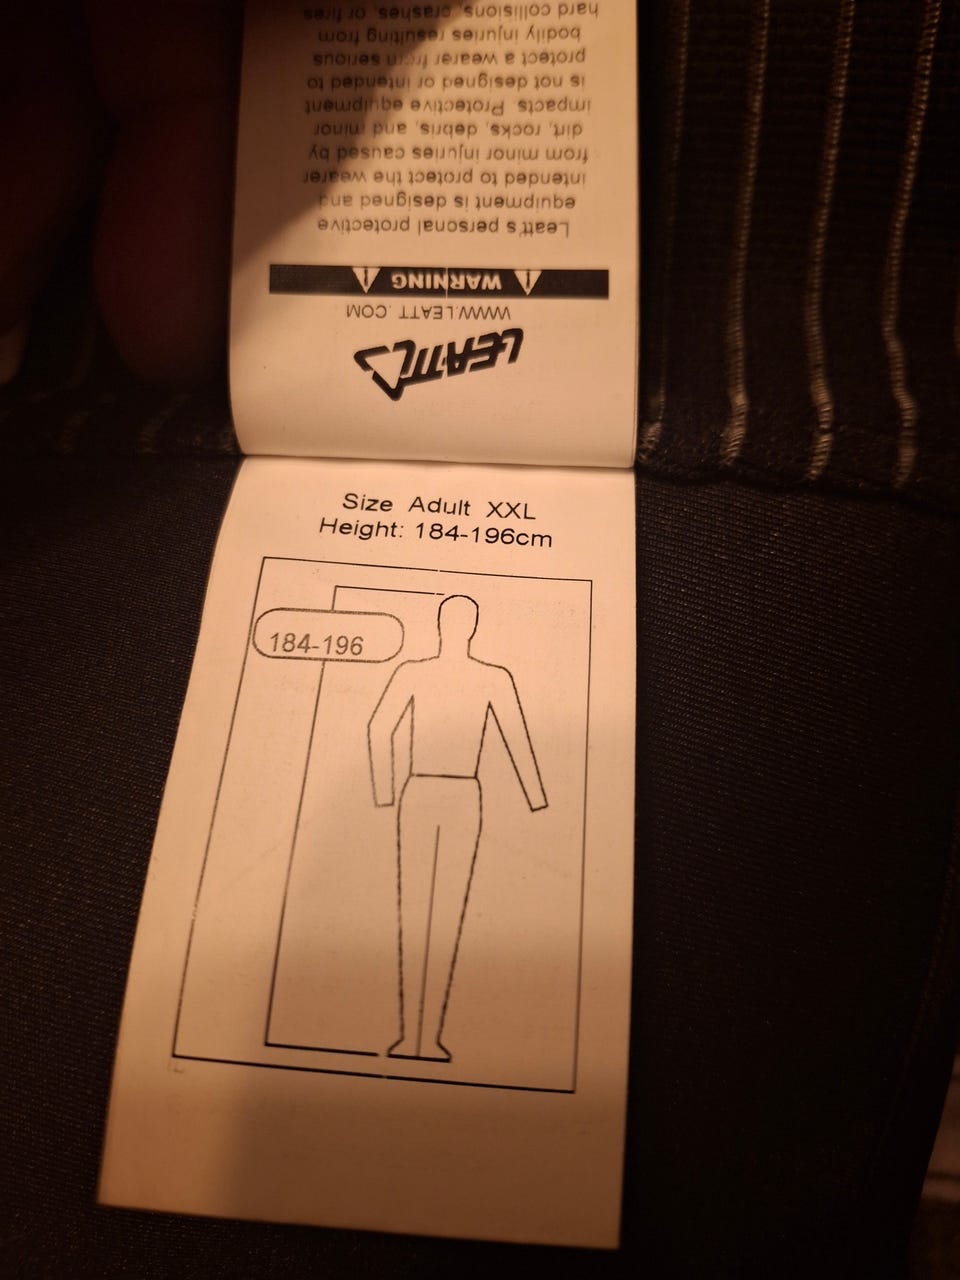 LEATT
WWW.LEATT.COM
WARNING
Leatt's personal protective
equipment is designed and
intended to protect the wearer
from minor injuries caused by
dirt, rocks, debris, and minor
impacts. Protective equipment
is not designed or intended to
protect a wearer from serious
bodily injuries resulting from
hard collisions, crashes, or fires
Size Adult XXL
Height: 184-196cm
184-196